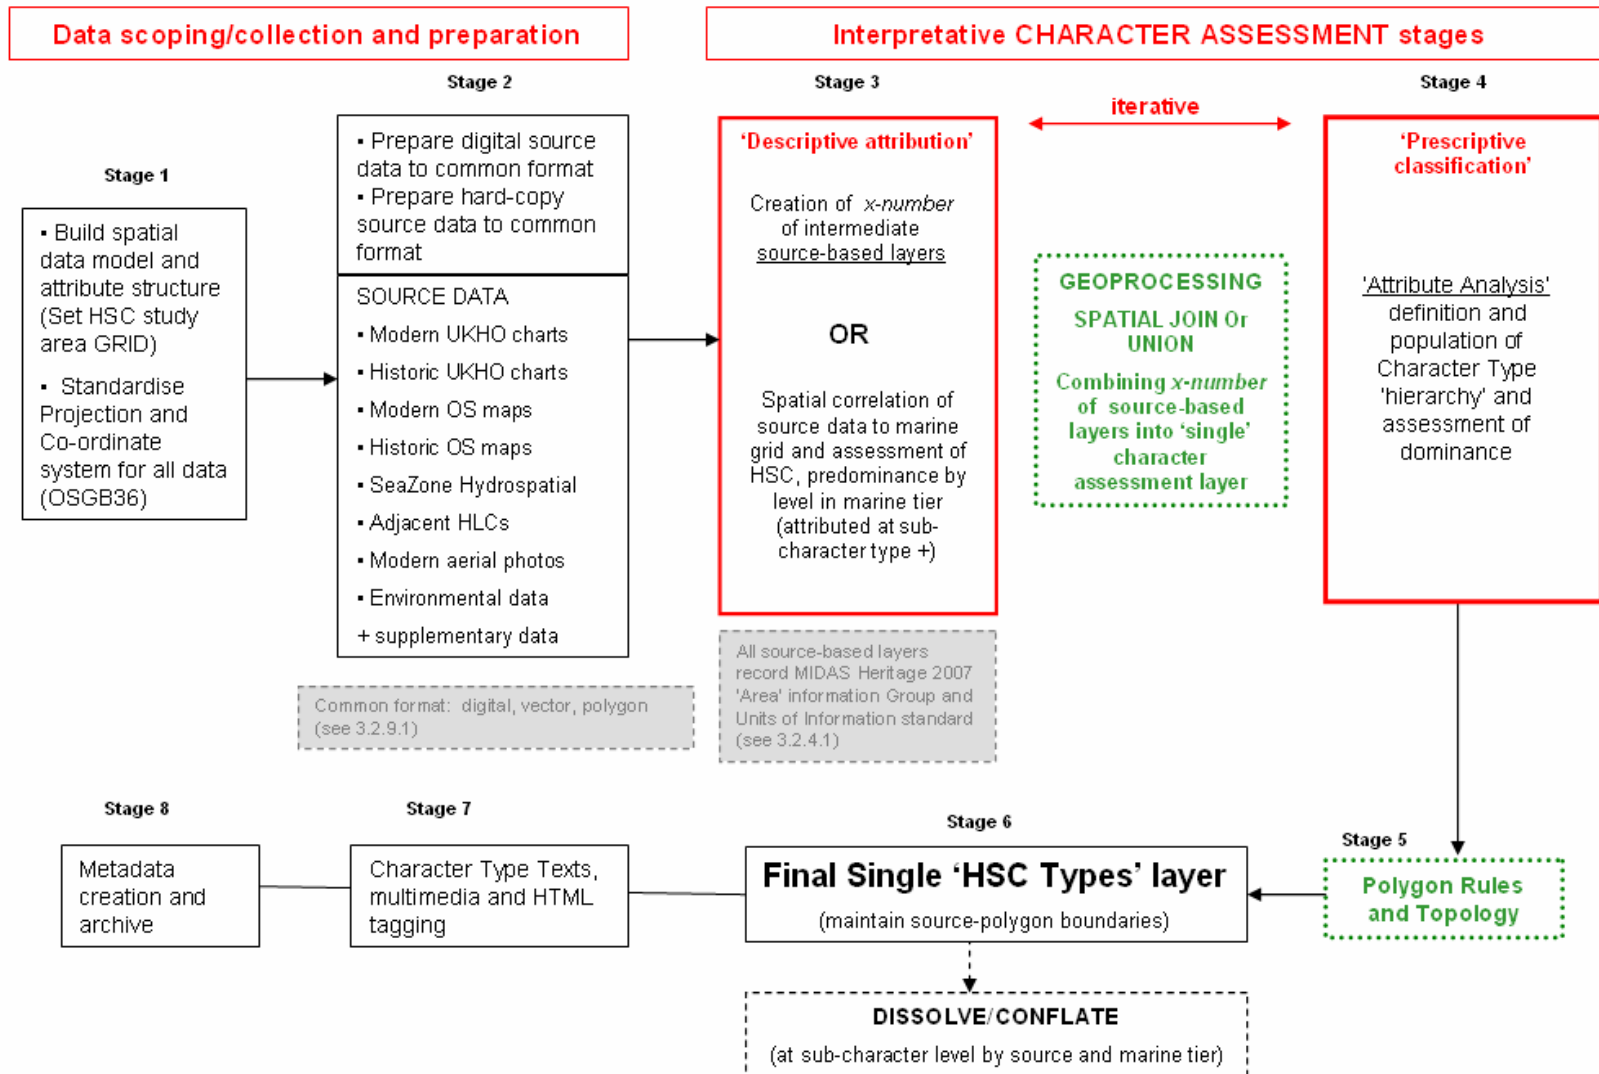 Data scoping/collection and preparation
Interpretative CHARACTER ASSESSMENT stages
Stage 1
▪ Build spatial
data model and
attribute structure
(Set HSC study
area GRID)
▪ Standardise
Projection and
Co-ordinate
system for all data
(OSGB36)
Stage 2
▪ Prepare digital source
data to common format
▪ Prepare hard-copy
source data to common
format
SOURCE DATA
▪ Modern UKHO charts
▪ Historic UKHO charts
▪ Modern OS maps
▪ Historic OS maps
▪ SeaZone Hydrospatial
▪ Adjacent HLCs
▪ Modern aerial photos
▪ Environmental data
+ supplementary data
Common format: digital, vector, polygon
(see 3.2.9.1)
Stage 3
‘Descriptive attribution’
Creation of x-number
of intermediate
source-based layers
OR
Spatial correlation of
source data to marine
grid and assessment of
HSC, predominance by
level in marine tier
(attributed at sub-
character type +)
All source-based layers
record MIDAS Heritage 2007
'Area' information Group and
Units of Information standard
(see 3.2.4.1)
iterative
GEOPROCESSING
SPATIAL JOIN Or
UNION
Combining x-number
of source-based
layers into ‘single’
character
assessment layer
Stage 4
‘Prescriptive
classification’
'Attribute Analysis'
definition and
population of
Character Type
'hierarchy' and
assessment of
dominance
Stage 5
Polygon Rules
and Topology
Stage 6
Final Single ‘HSC Types’ layer
(maintain source-polygon boundaries)
DISSOLVE/CONFLATE
(at sub-character level by source and marine tier)
Stage 7
Character Type Texts,
multimedia and HTML
tagging
Stage 8
Metadata
creation and
archive